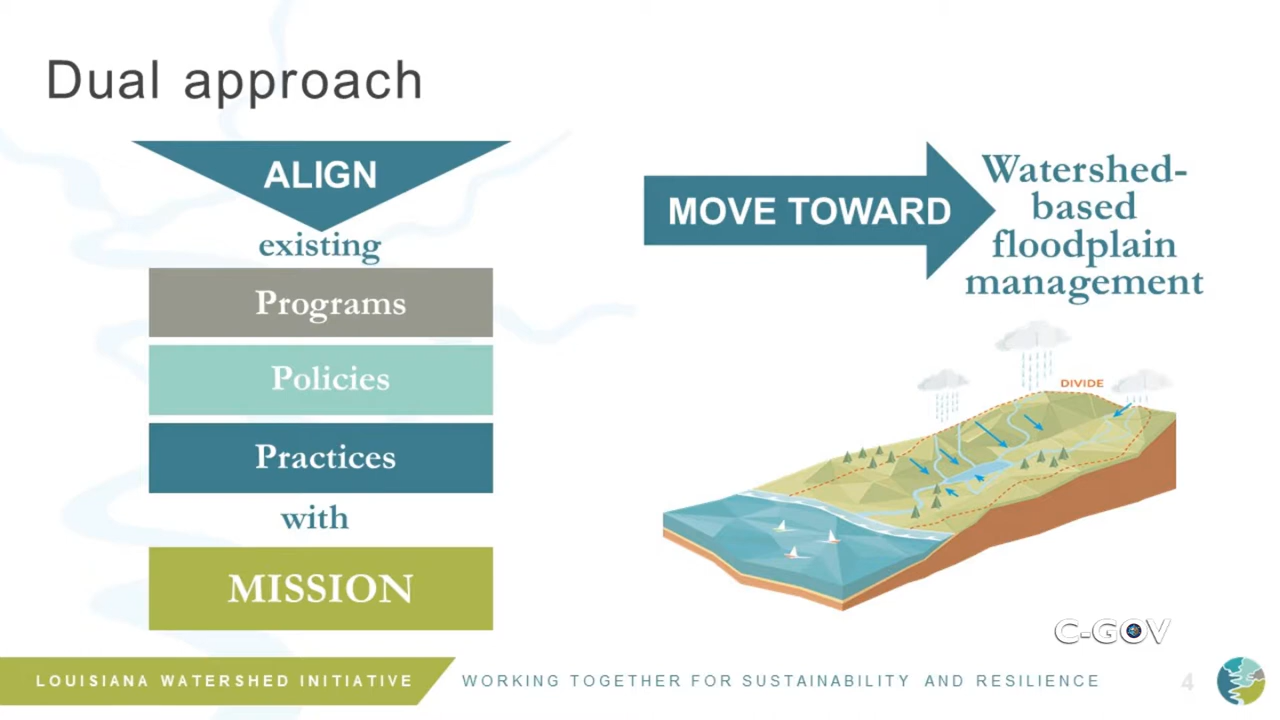 Dual approach
ALIGN
existing
Programs
Policies
Practices
with
MISSION
MOVE TOWARD
Watershed-
based
floodplain
management
DIVIDE
C-GOV
LOUISIANA WATERSHED INITIATIVE
WORKING TOGETHER FOR SUSTAINABILITY AND RESILIENCE
4